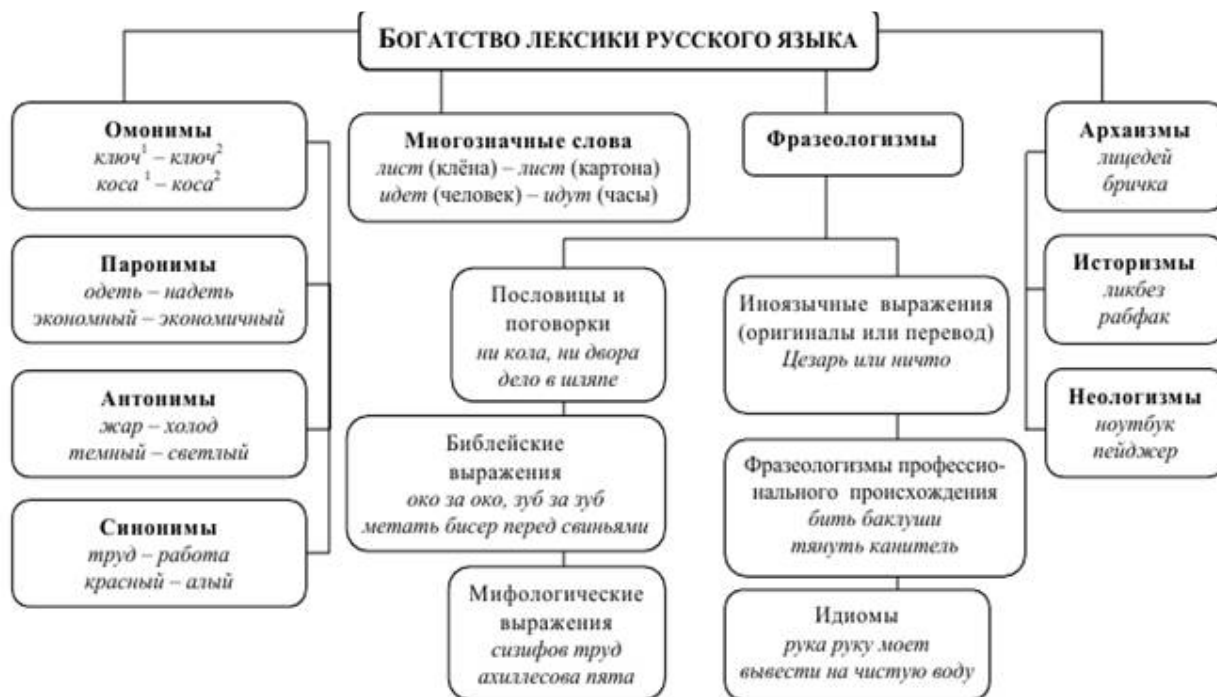 БОГАТСТВО ЛЕКСИКИ РУССКОГО ЯЗЫКА
Омонимы
ключ¹ – ключ²
коса ¹ – коса²
Паронимы
одеть – надеть
экономный – экономичный
Антонимы
жар – холод
темный – светлый
Синонимы
труд – работа
красный – алый
Многозначные слова
лист (клёна) – лист (картона)
идет (человек) – идут (часы)
Фразеологизмы
Пословицы и
поговорки
ни кола, ни двора
дело в шляпе
Библейские
выражения
око за око, зуб за зуб
метать бисер перед свиньями
Мифологические
выражения
сизифов труд
ахиллесова пята
Иноязычные выражения
(оригиналы или перевод)
Цезарь или ничто
Фразеологизмы профессио-
нального происхождения
бить баклуши
тянуть канитель
Идиомы
рука руку моет
вывести на чистую воду
Архаизмы
лицедей
бричка
Историзмы
ликбез
рабфак
Неологизмы
ноутбук
пейджер